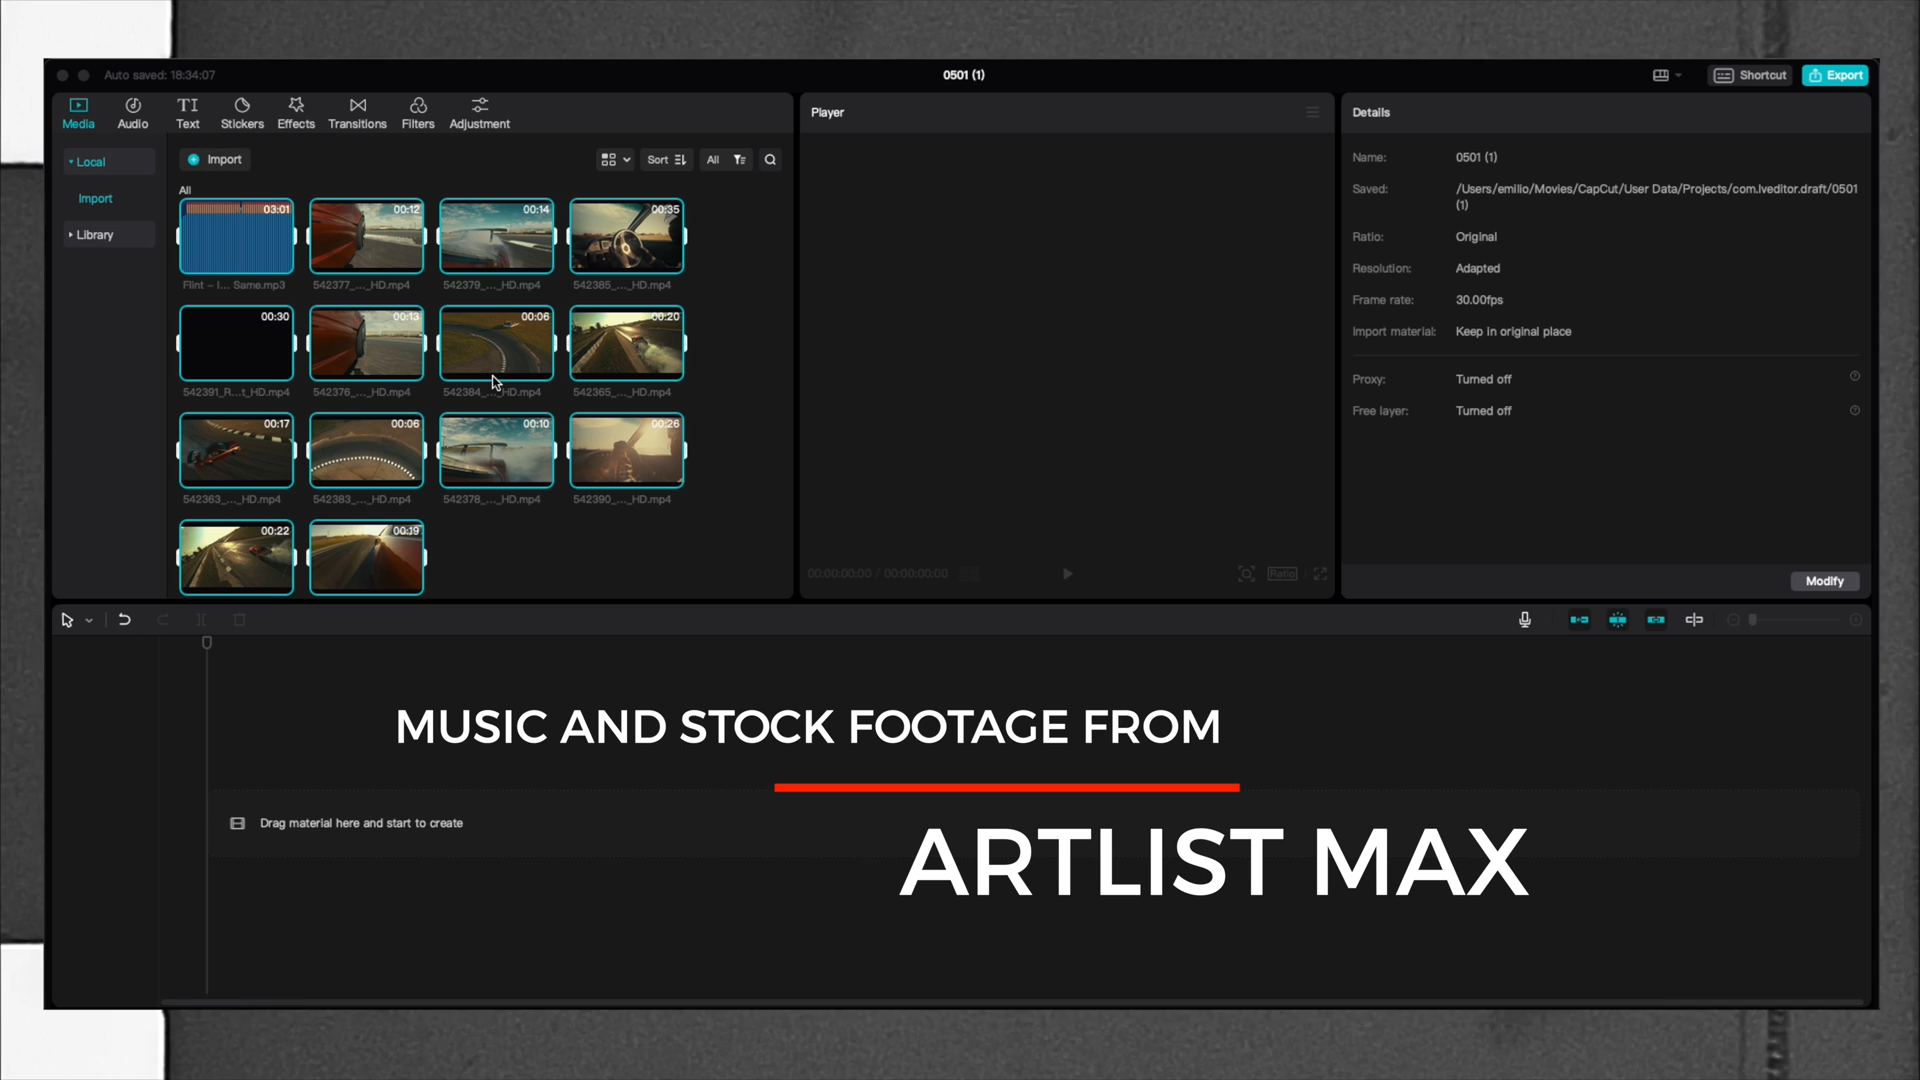 Auto saved: 18:34:07
0501 (1)
Shortcut
Export
Media
Audio
TI
Text
Stickers
Effects
Transitions
Filters
Adjustment
Player
Details
Local
Import
Library
Import
Sort
All
All
03:01
00:12
00:14
00:35
Flint – I... Same.mp3
542377_..._HD.mp4
542379_..._HD.mp4
542385_..._HD.mp4
00:30
00:13
00:06
00:20
542391_R...t_HD.mp4
542376_..._HD.mp4
542384_..._HD.mp4
542365_..._HD.mp4
00:17
00:06
00:10
00:26
542363_..._HD.mp4
542383_..._HD.mp4
542378_..._HD.mp4
542390_..._HD.mp4
00:22
00:19
00:00:00:00 / 00:00:00:00
Ratio
Name: 0501 (1)
Saved: /Users/emilio/Movies/CapCut/User Data/Projects/com.lveditor.draft/0501
(1)
Ratio: Original
Resolution: Adapted
Frame rate: 30.00fps
Import material: Keep in original place
Proxy: Turned off
Free layer: Turned off
Modify
MUSIC AND STOCK FOOTAGE FROM
Drag material here and start to create
ARTLIST MAX